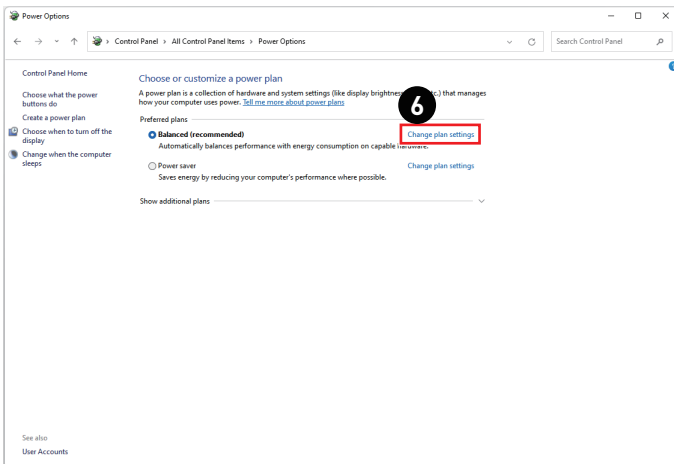 Power Options
Control Panel > All Control Panel Items > Power Options
Search Control Panel
Control Panel Home
Choose what the power
buttons do
Create a power plan
Choose when to turn off the
display
Change when the computer
sleeps
Choose or customize a power plan
A power plan is a collection of hardware and system settings (like display brightness, etc.) that manages
how your computer uses power. Tell me more about power plans
6
Preferred plans
Balanced (recommended)
Change plan settings
Automatically balances performance with energy consumption on capable hardware.
Power saver
Change plan settings
Saves energy by reducing your computer's performance where possible.
Show additional plans
See also
User Accounts